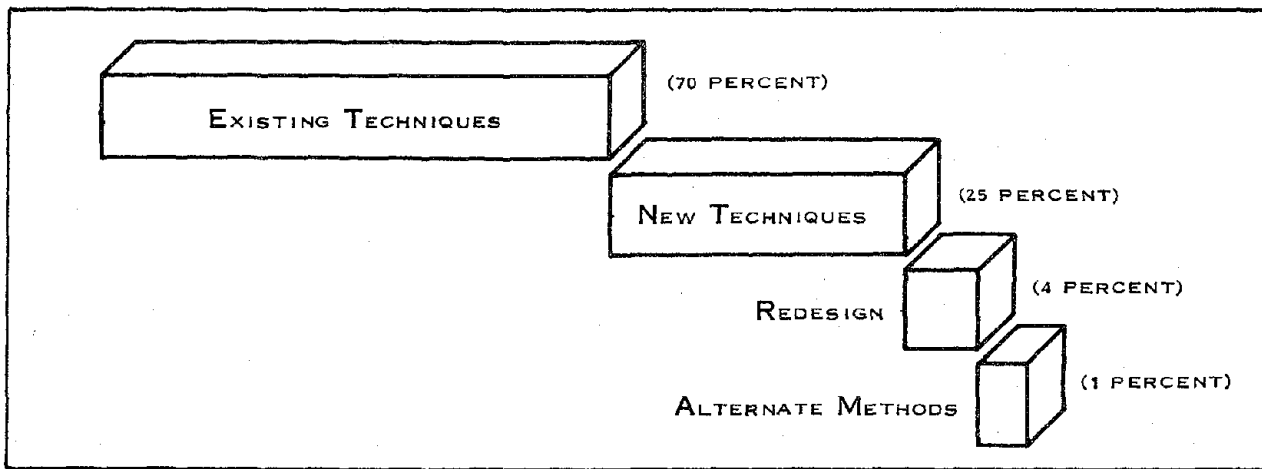 (70 PERCENT)
EXISTING TECHNIQUES
(25 PERCENT)
NEW TECHNIQUES
(4 PERCENT)
REDESIGN
(1 PERCENT)
ALTERNATE METHODS